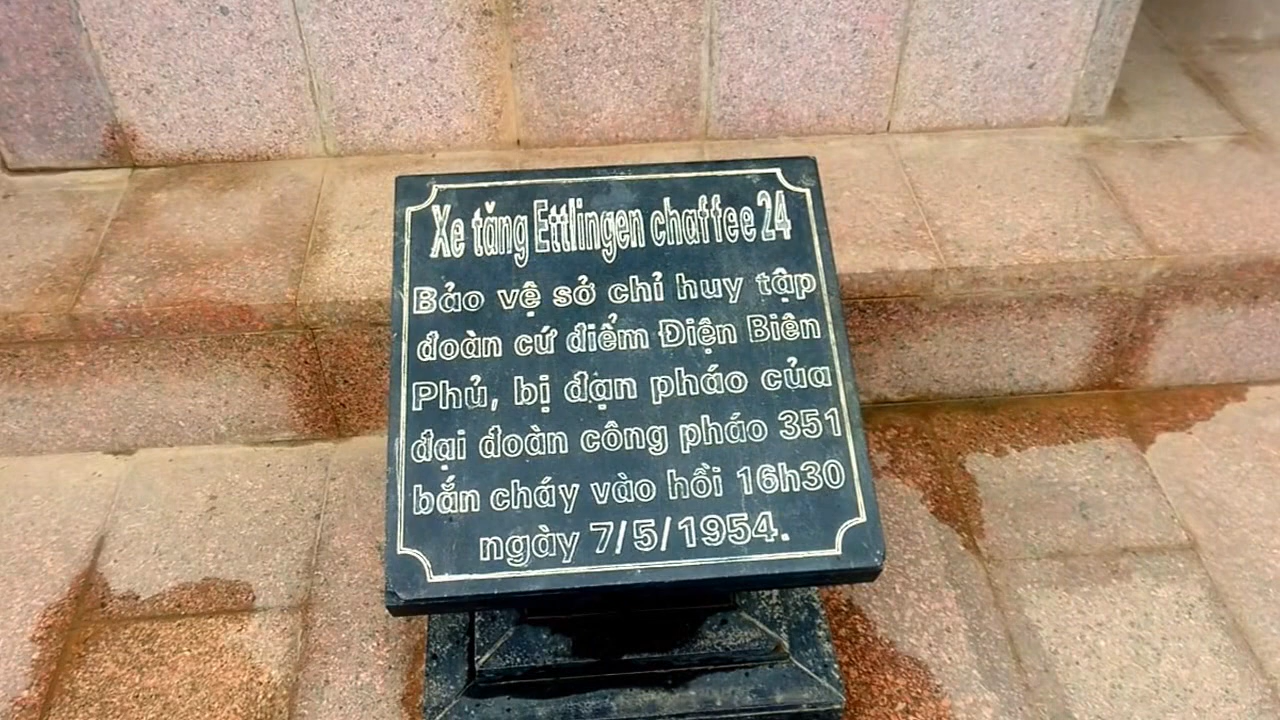 Xe tăng Ettlingen chaffee 24
Bảo vệ sở chỉ huy tập
đoàn cứ điểm Điện Biên
Phủ, bị đạn pháo của
đại đoàn công pháo 351
bắn cháy vào hồi 16h30
ngày 7/5/1954.